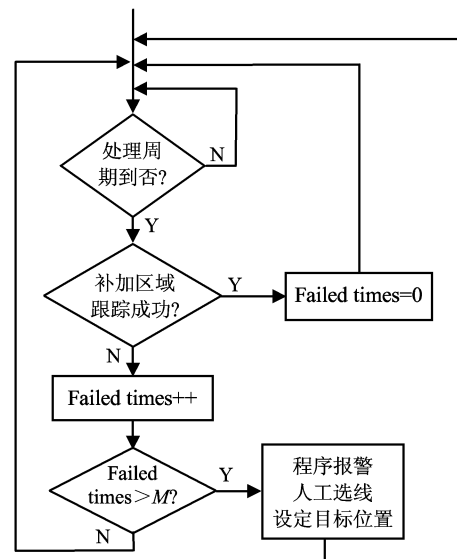 处理周
期到否?
N
Y
补加区域
跟踪成功?
Y
Failed times=0
N
Failed times++
Failed
times>M?
Y
程序报警
人工选线
设定目标位置
N